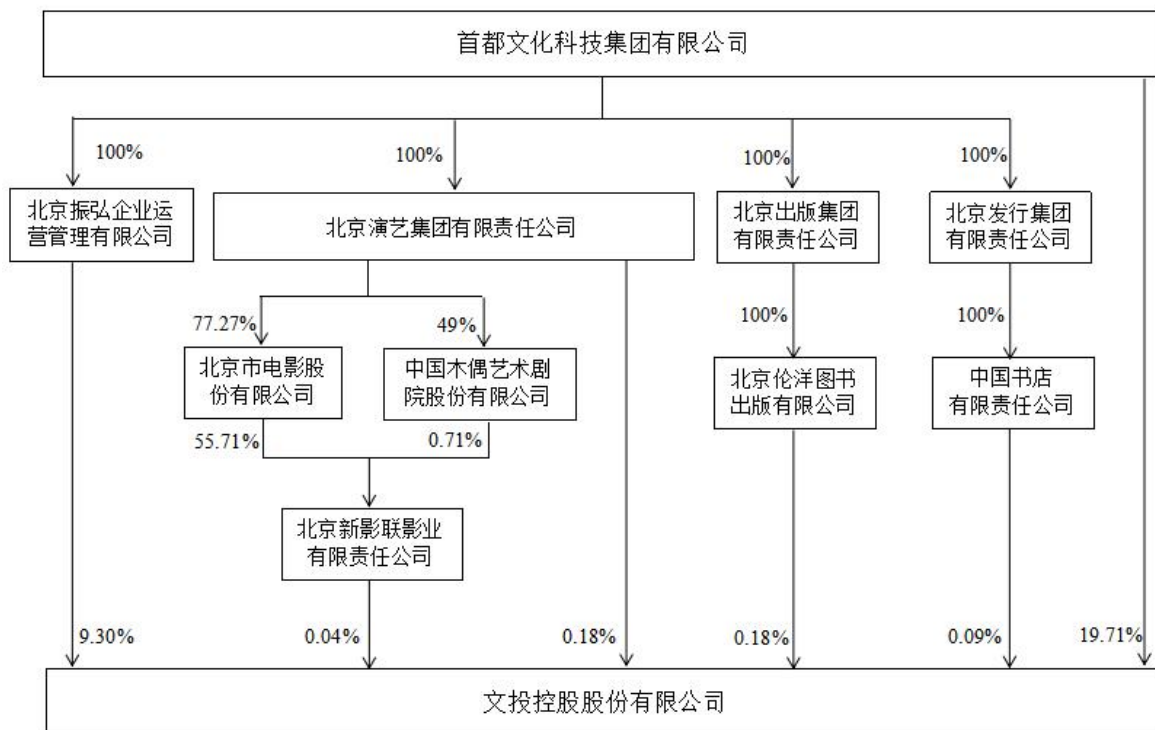 首都文化科技集团有限公司
100%
100%
100%
100%
北京振弘企业运
营管理有限公司
北京演艺集团有限责任公司
北京出版集团
有限责任公司
北京发行集团
有限责任公司
77.27%
49%
100%
100%
北京市电影股
份有限公司
中国木偶艺术剧
院股份有限公司
北京伦洋图书
出版有限公司
中国书店
有限责任公司
55.71%
0.71%
北京新影联影业
有限责任公司
9.30%
0.04%
0.18%
0.18%
0.09%
19.71%
文投控股股份有限公司